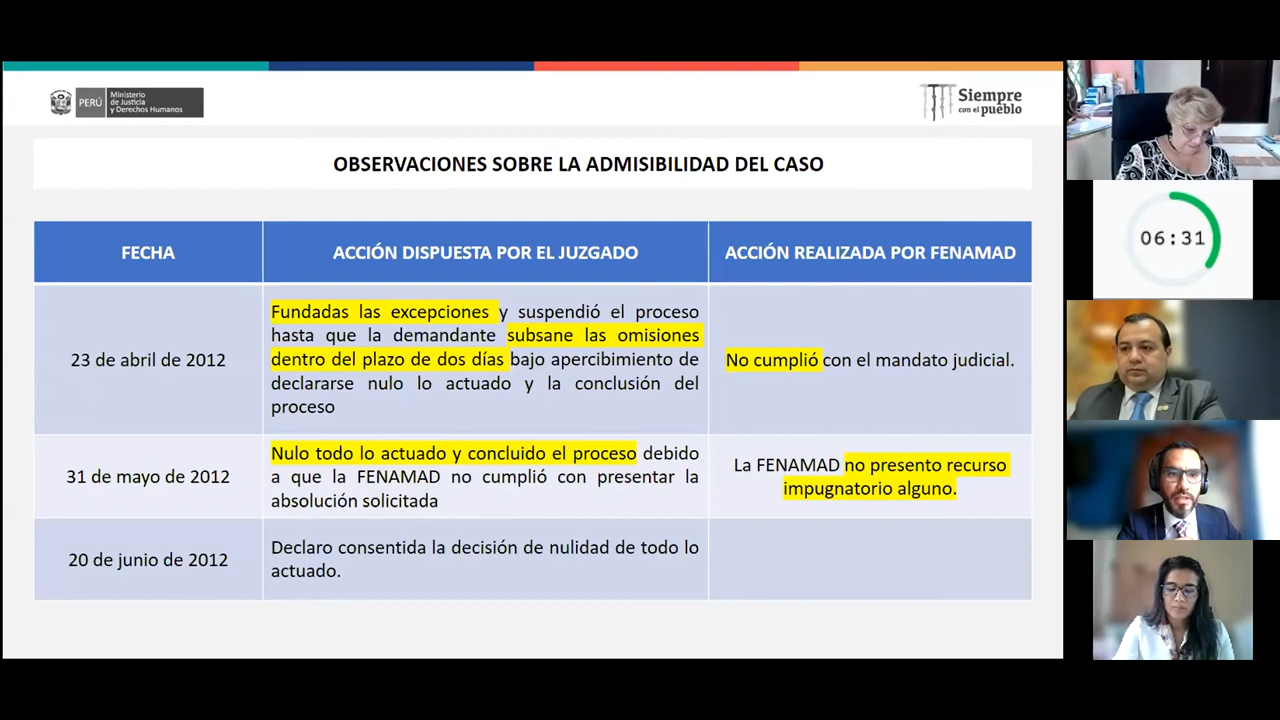 PERÚ
Ministerio
de Justicia
y Derechos Humanos
Siempre
con el pueblo
OBSERVACIONES SOBRE LA ADMISIBILIDAD DEL CASO
FECHA
ACCIÓN DISPUESTA POR EL JUZGADO
ACCIÓN REALIZADA POR FENAMAD
23 de abril de 2012
Fundadas las excepciones y suspendió el proceso
hasta que la demandante subsane las omisiones
dentro del plazo de dos días bajo apercibimiento de
declararse nulo lo actuado y la conclusión del
proceso
No cumplió con el mandato judicial.
31 de mayo de 2012
Nulo todo lo actuado y concluido el proceso debido
a que la FENAMAD no cumplió con presentar la
absolución solicitada
La FENAMAD no presento recurso
impugnatorio alguno.
20 de junio de 2012
Declaro consentida la decisión de nulidad de todo lo
actuado.
06:31